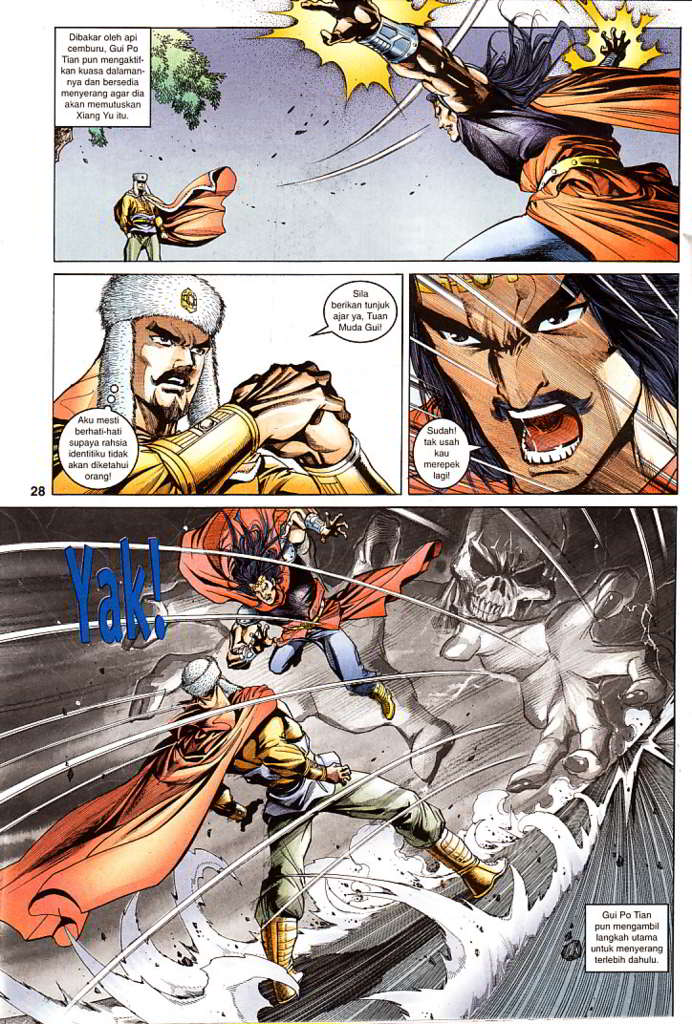 Dibakar oleh api
cemburu, Gui Po
Tian pun mengaktif-
kan kuasa dalaman-
nya dan bersedia
menyerang agar dia
akan memutuskan
Xiang Yu itu.
Sila
berikan tunjuk
ajar ya, Tuan
Muda Gui!
Aku mesti
berhati-hati
supaya rahsia
identitiku tidak
akan diketahui
orang!
Sudah!
tak usah
kau
merepek
lagi!
28
Yak!
Gui Po Tian
pun mengambil
langkah utama
untuk menyerang
terlebih dahulu.